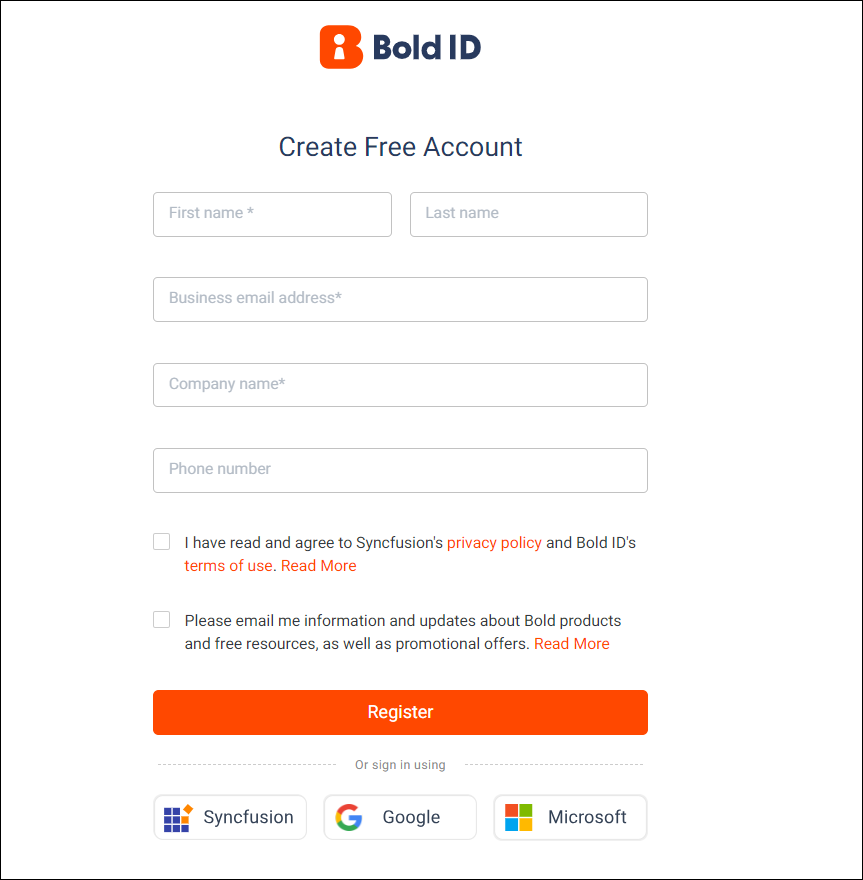 Bold ID
Create Free Account
First name *
Last name
Business email address*
Company name*
Phone number
I have read and agree to Syncfusion's privacy policy and Bold ID's
terms of use. Read More
Please email me information and updates about Bold products
and free resources, as well as promotional offers. Read More
Register
Or sign in using
Syncfusion
Google
Microsoft